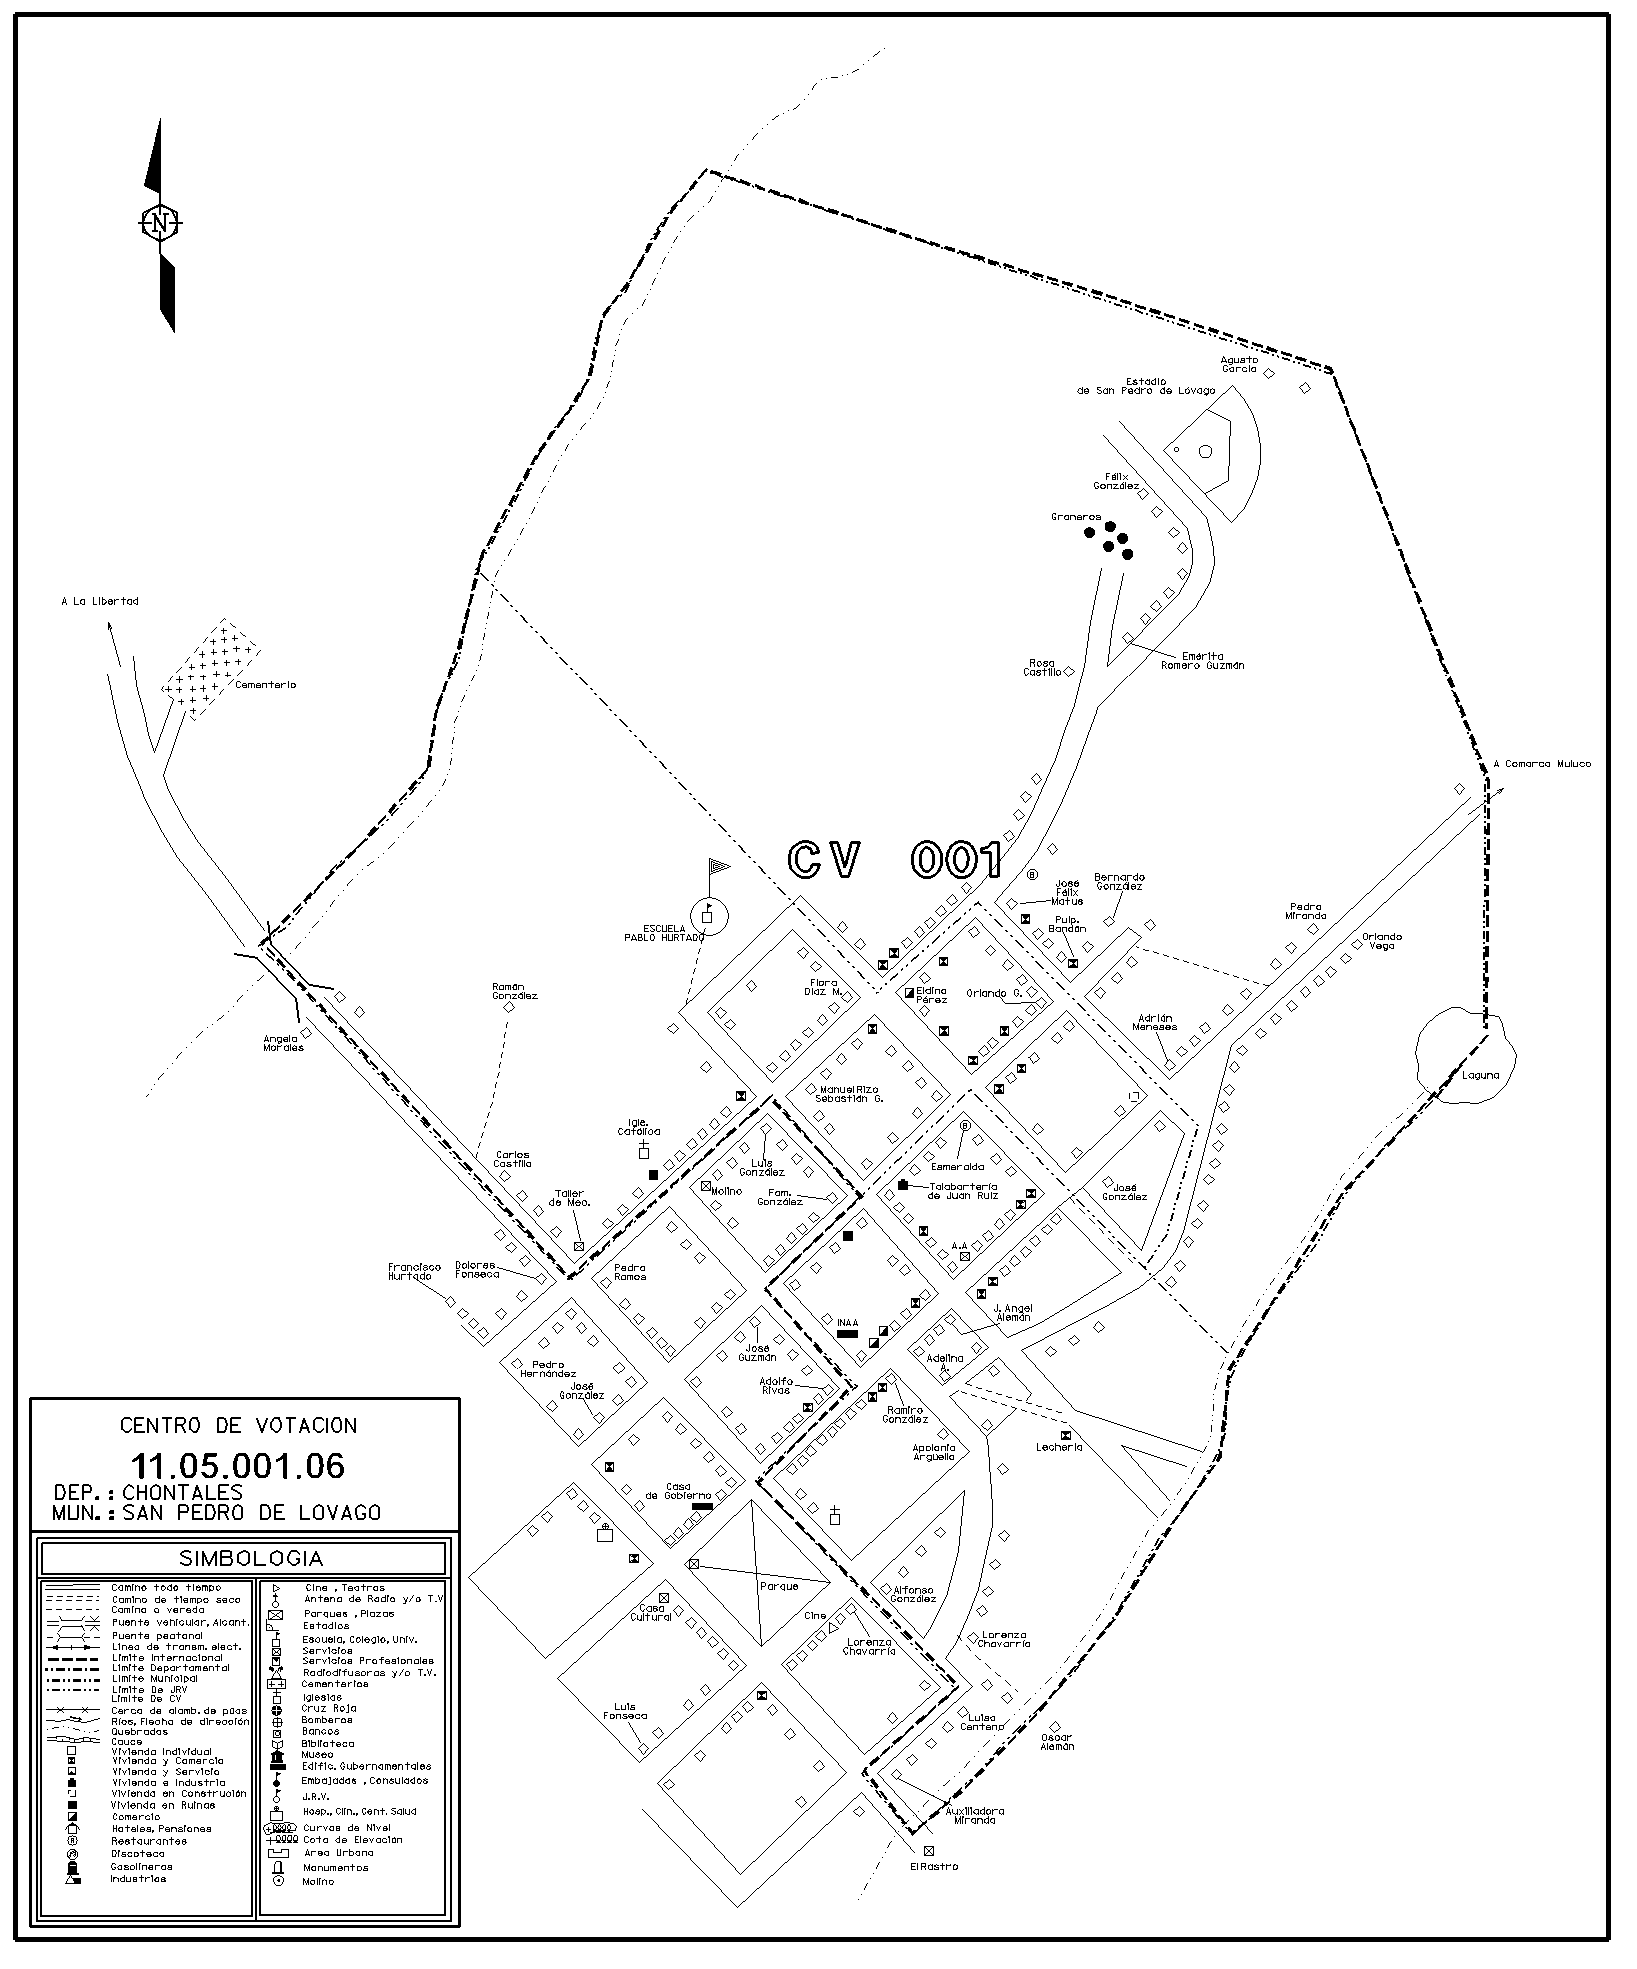 N
Agusto
García
Estadio
de San Pedro de Lóvago
Félix
González
Graneros
A La Libertad
Cementerio
Emérita
Romero Guzmán
Rosa
Castillo
A Comarca Muluco
CV 001
José
Félix
Matus
Bernardo
González
Pulp.
Bandán
ESCUELA
PABLO HURTADO
Pedro
Miranda
Orlando
Vega
Ramón
González
Flora
Díaz M.
Eldina
Pérez
Orlando G.
Adrián
Meneses
Angela
Morales
Laguna
Manuel Rizo
Sebastián G.
Igle.
Católica
Carlos
Castilla
Luis
González
Esmeralda
Taller
de Mec.
Molino
Fam.
González
Talabartería
de Juan Ruiz
José
González
A.A
Francisco
Hurtado
Dolores
Fonseca
Pedro
Ramos
J. Angel
Alemán
INAA
José
Guzmán
Adelina
A.
Pedro
Hernández
José
González
Adolfo
Rivas
Ramiro
González
Apolonia
Argüella
Lechería
Casa
de Gobierno
Parque
Casa
Cultural
Cine
Alfonso
González
Lorenza
Chavarría
Lorenza
Chavarría
Luis
Fonseca
Luisa
Centeno
Oscar
Alemán
Auxiliadora
Miranda
El Rastro
CENTRO DE VOTACION
11.05.001.06
DEP. : CHONTALES
MUN. : SAN PEDRO DE LOVAGO
SIMBOLOGIA
Camino todo tiempo
Camino de tiempo seco
Camino o vereda
Puente vehicular, Alcant.
Puente peatonal
Linea de transm. elect.
Limite Internacional
Limite Departamental
Limite Municipal
Limite De JRV
Limite De CV
Cerca de alamb. de púas
Ríos, Flecha de dirección
Quebradas
Cauce
Vivienda Individual
Vivienda y Comercio
Vivienda y Servicio
Vivienda e Industria
Vivienda en Construción
Vivienda en Ruinas
Comercio
Hoteles, Pensiones
Restaurantes
Discoteca
Gasolineras
Industrias
Cine , Teatros
Antena de Radio y/o T.V
Parques , Plazas
Estadios
Escuela, Colegio, Univ.
Servicios
Servicios Profesionales
Radiodifusoras y/o T.V.
Cementerios
Iglesias
Cruz Roja
Bomberos
Bancos
Biblioteca
Museo
Edific. Gubernamentales
Embajadas , Consulados
J.R.V.
Hosp., Clin., Cent. Salud
Curvas de Nivel
Cota de Elevación
Area Urbana
Monumentos
Molino